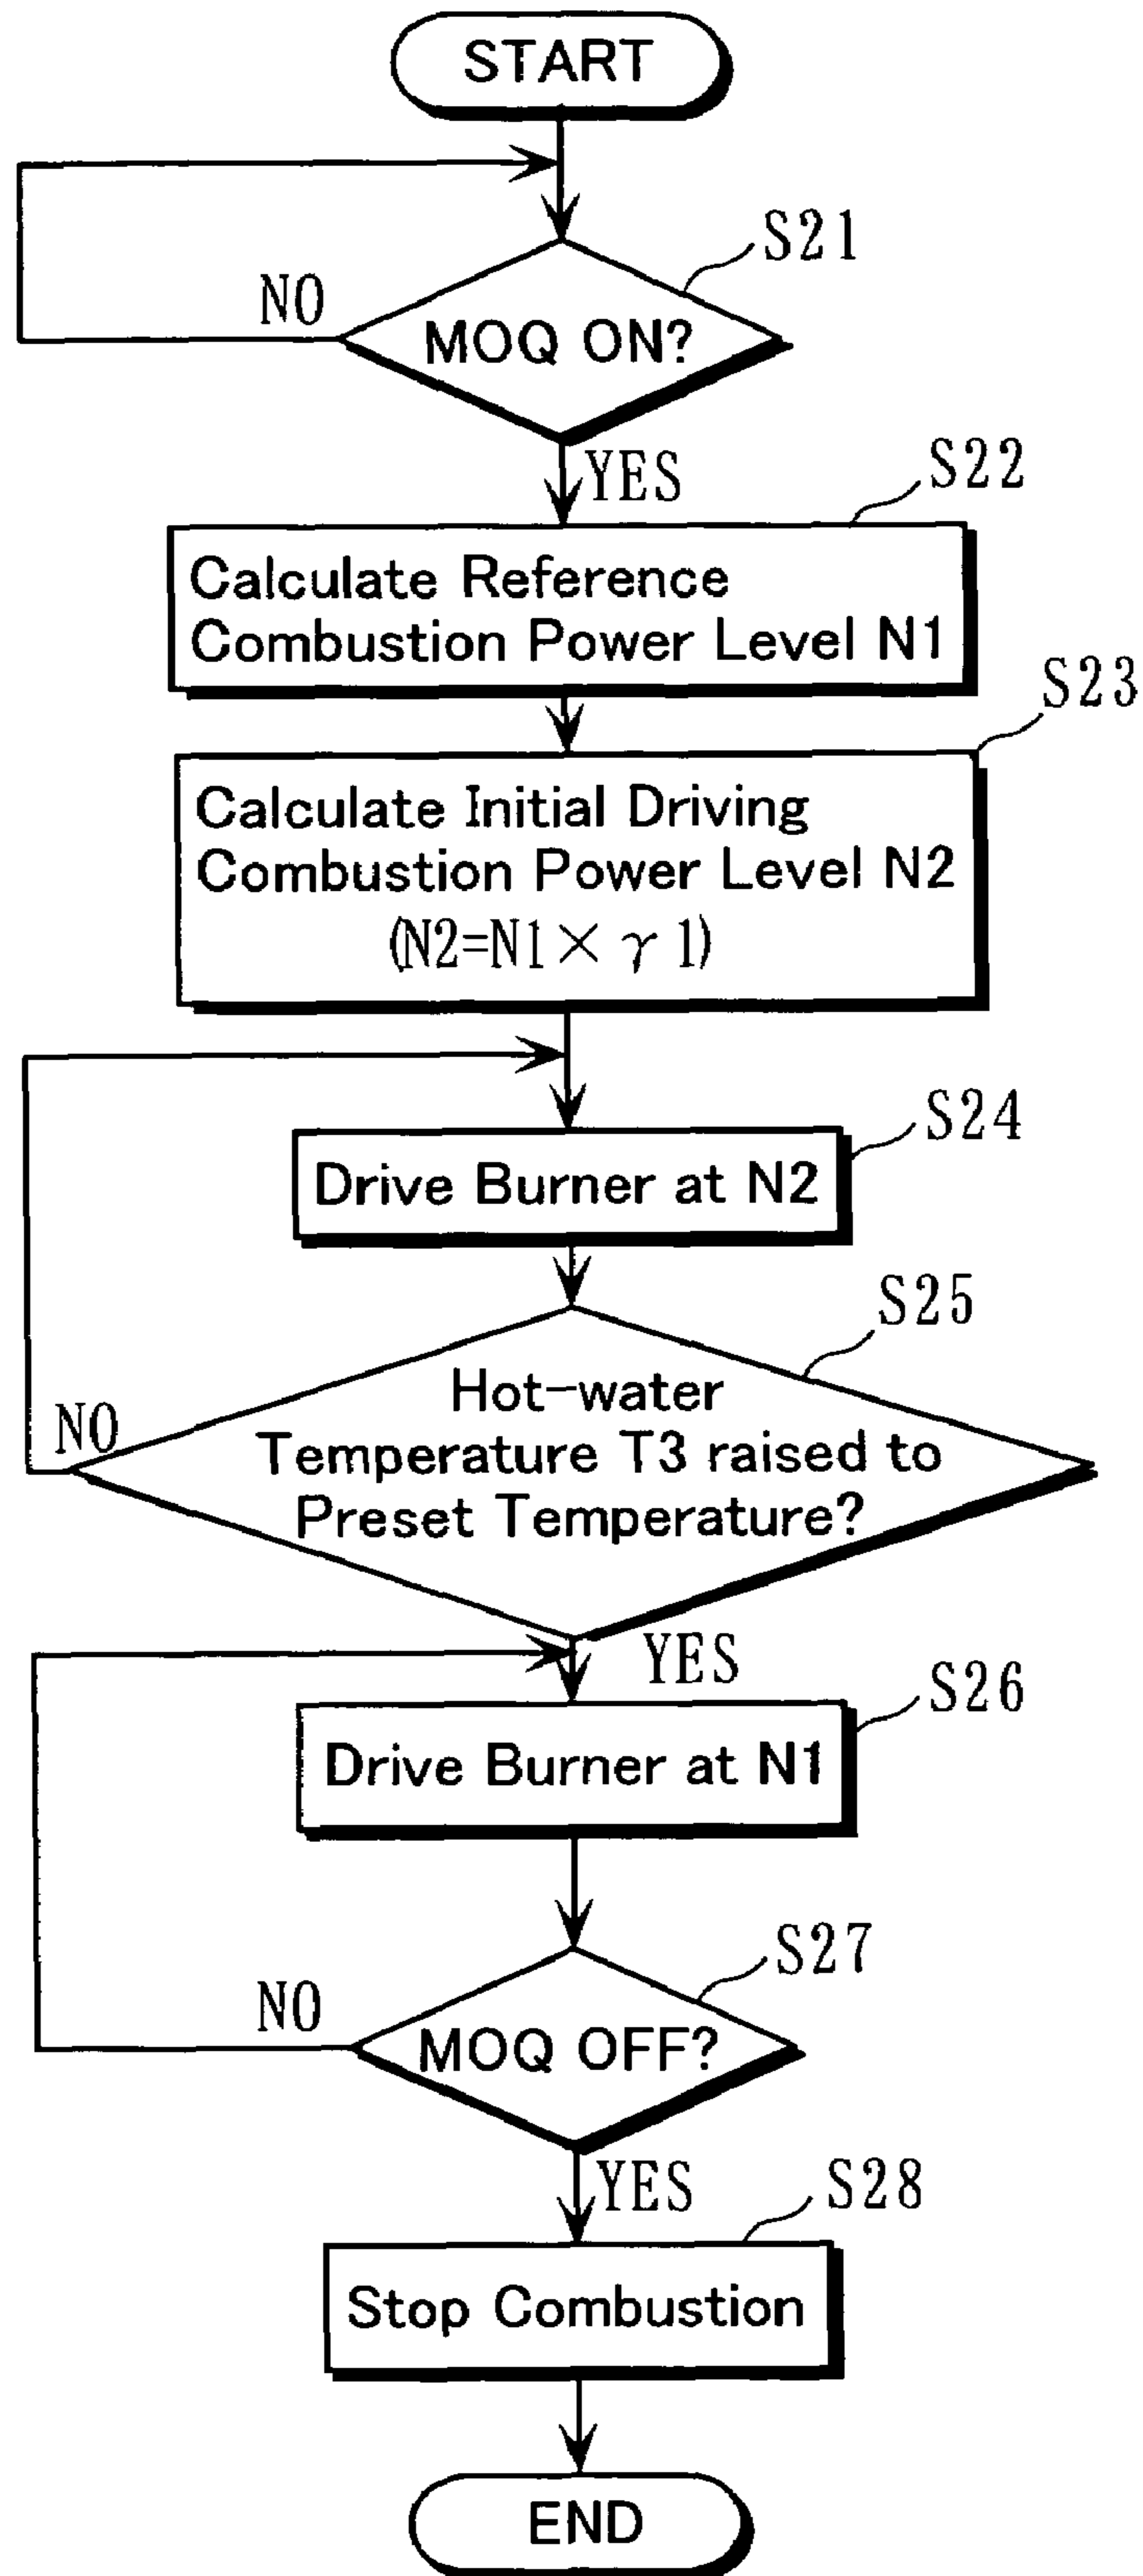 START
S21
NO
MOQ ON?
YES
S22
Calculate Reference
Combustion Power Level N1
S23
Calculate Initial Driving
Combustion Power Level N2
(N2=N1×γ1)
S24
Drive Burner at N2
S25
Hot-water
NO
Temperature T3 raised to
Preset Temperature?
YES
S26
Drive Burner at N1
S27
NO
MOQ OFF?
YES
S28
Stop Combustion
END